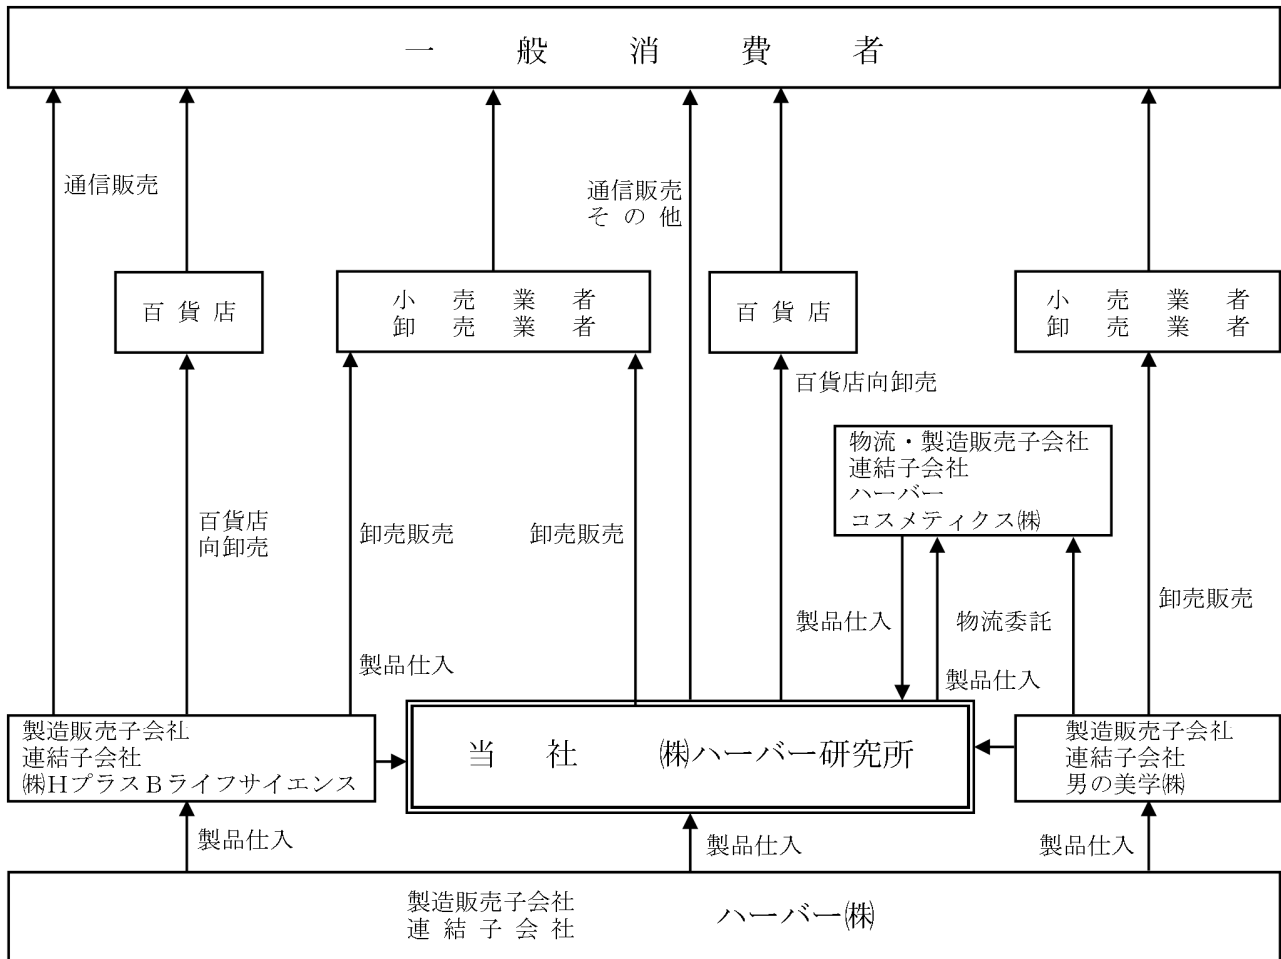 一般消費者
通信販売
通信販売
その他
百貨店
小売業者
卸売業者
百貨店
小売業者
卸売業者
百貨店向卸売
物流・製造販売子会社
連結子会社
ハーバー
コスメティクス㈱
百貨店
向卸売
卸売販売
卸売販売
卸売販売
製品仕入
物流委託
製品仕入
製品仕入
製造販売子会社
連結子会社
㈱HプラスBライフサイエンス
当社 ㈱ハーバー研究所
製造販売子会社
連結子会社
男の美学㈱
製品仕入
製品仕入
製品仕入
製造販売子会社
連結子会社
ハーバー㈱